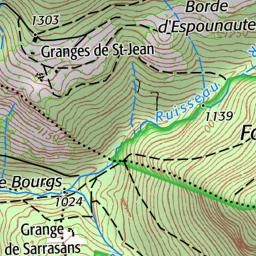 Borde
d'Espounaute
1303
Granges de St-Jean
Ruisseau
1139
Fo
e Bourgs
1024
Grange
de Sarrasans